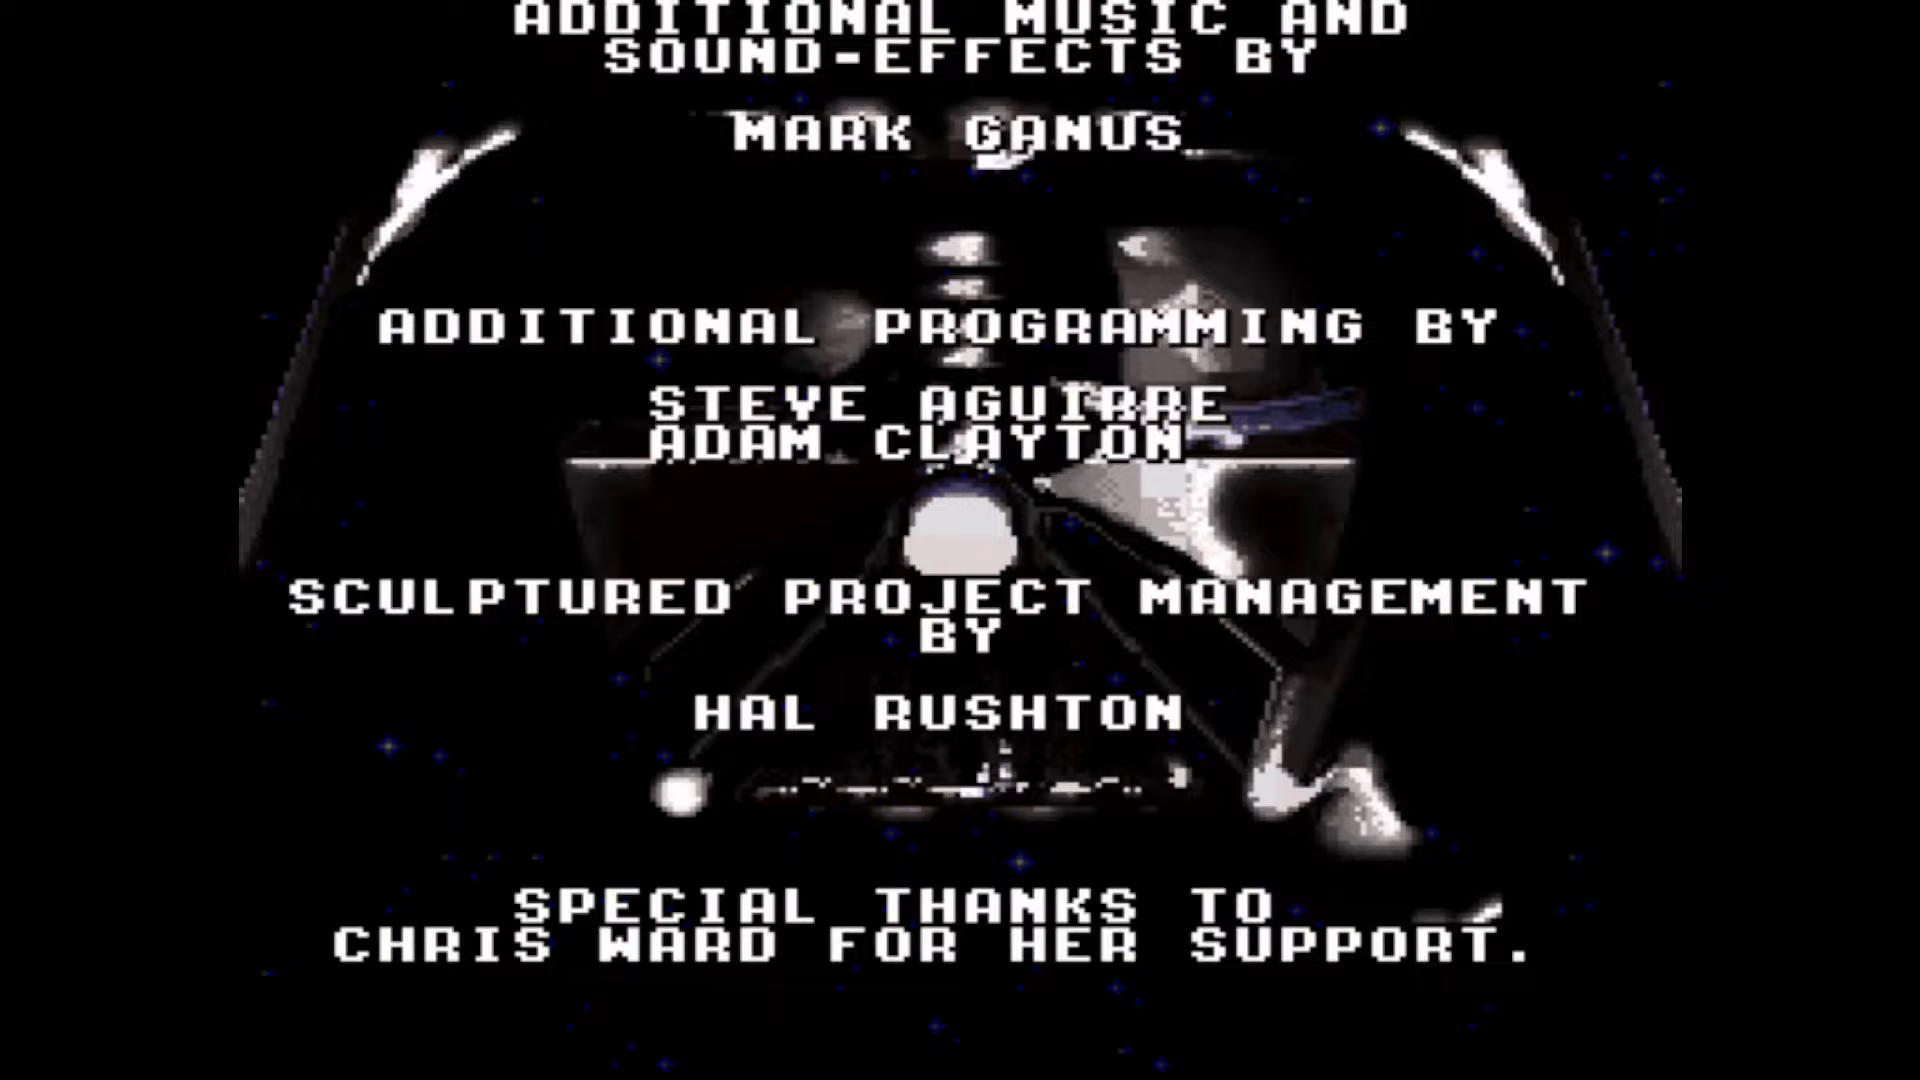 ADDITIONAL MUSIC AND
SOUND-EFFECTS BY
MARK GANUS
ADDITIONAL PROGRAMMING BY
STEVE AGUIRRE
ADAM CLAYTON
SCULPTURED PROJECT MANAGEMENT
BY
HAL RUSHTON
SPECIAL THANKS TO
CHRIS WARD FOR HER SUPPORT.